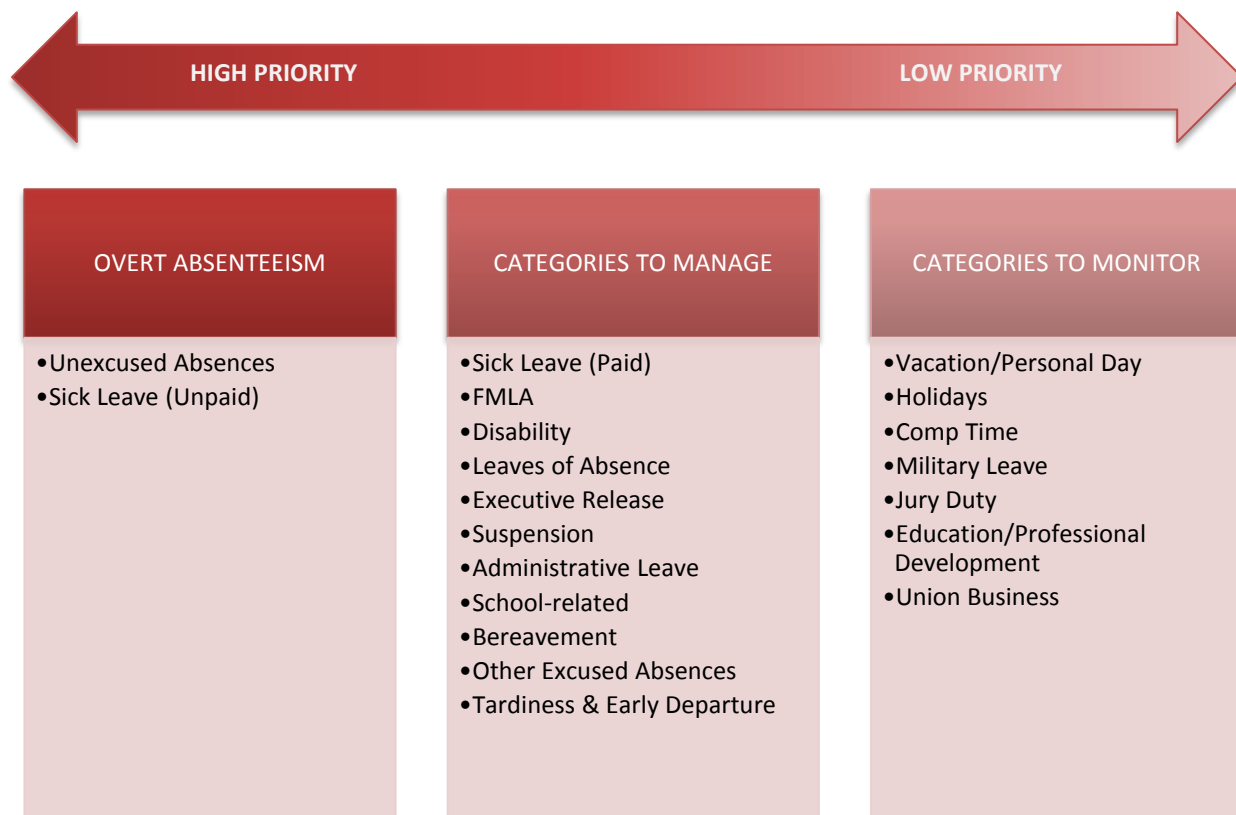 HIGH PRIORITY
LOW PRIORITY
OVERT ABSENTEEISM
•Unexcused Absences
•Sick Leave (Unpaid)
CATEGORIES TO MANAGE
•Sick Leave (Paid)
•FMLA
•Disability
•Leaves of Absence
•Executive Release
•Suspension
•Administrative Leave
•School-related
•Bereavement
•Other Excused Absences
•Tardiness & Early Departure
CATEGORIES TO MONITOR
•Vacation/Personal Day
•Holidays
•Comp Time
•Military Leave
•Jury Duty
•Education/Professional
Development
•Union Business